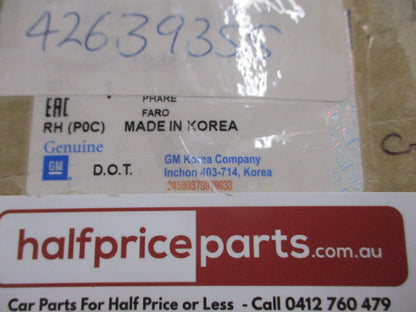 42639355
PHARE
FARO
EAC
RH (P0C) MADE IN KOREA
Genuine
GM
D.O.T.
GM Korea Company
Inchon 403-714, Korea
halfpriceparts.com.au
Car Parts For Half Price or Less - Call 0412 760 479